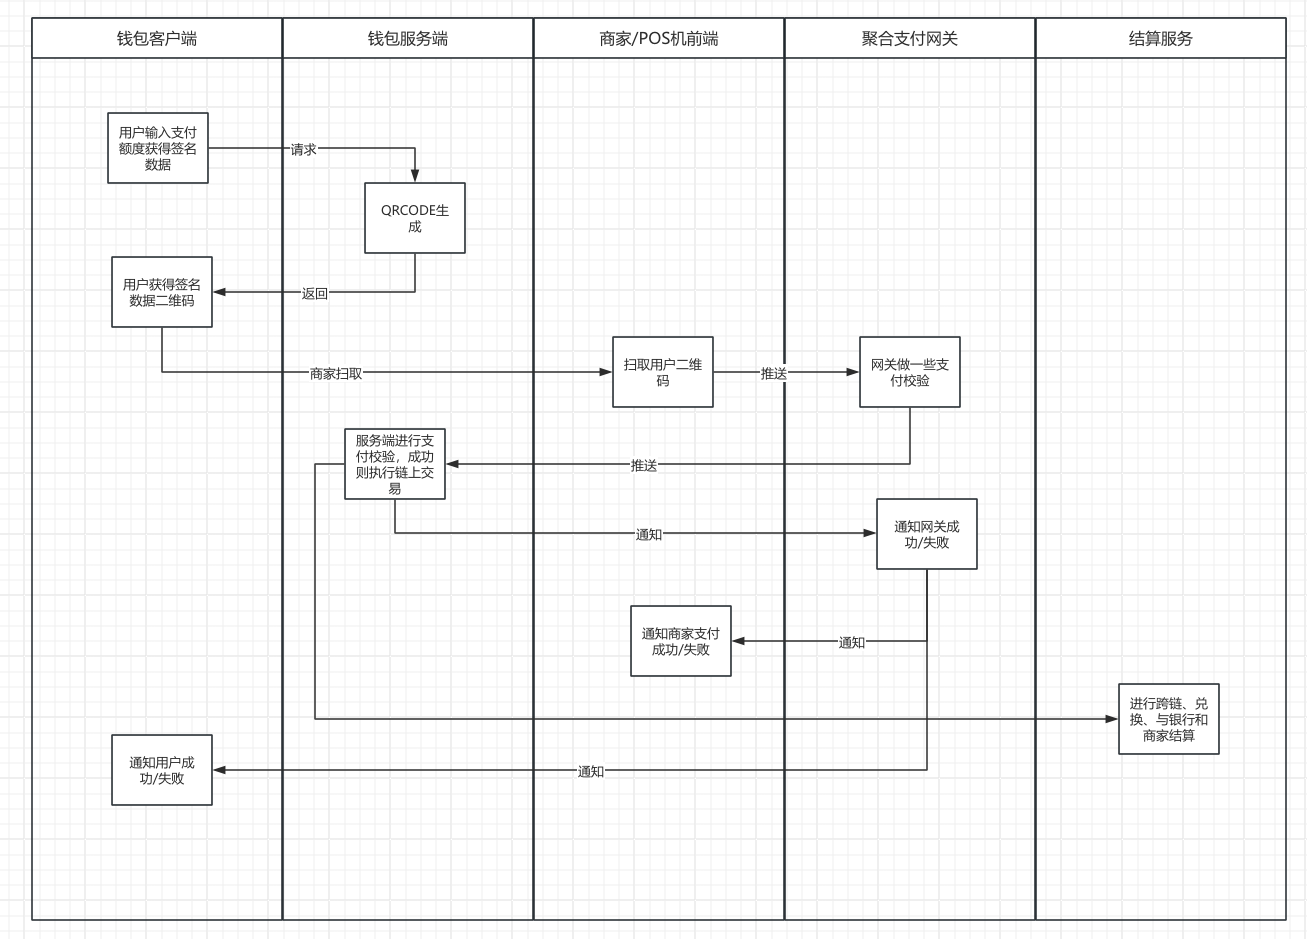 钱包客户端
钱包服务端
商家/POS机前端
聚合支付网关
结算服务
用户输入支付
额度获得签名
数据
请求
QRCODE生
成
用户获得签名
数据二维码
返回
商家扫取
扫取用户二维
码
推送
网关做一些支
付校验
服务端进行支
付校验，成功
则执行链上交
易
推送
通知
通知网关成
功/失败
通知商家支付
成功/失败
通知
进行跨链、兑
换、与银行和
商家结算
通知用户成
功/失败
通知